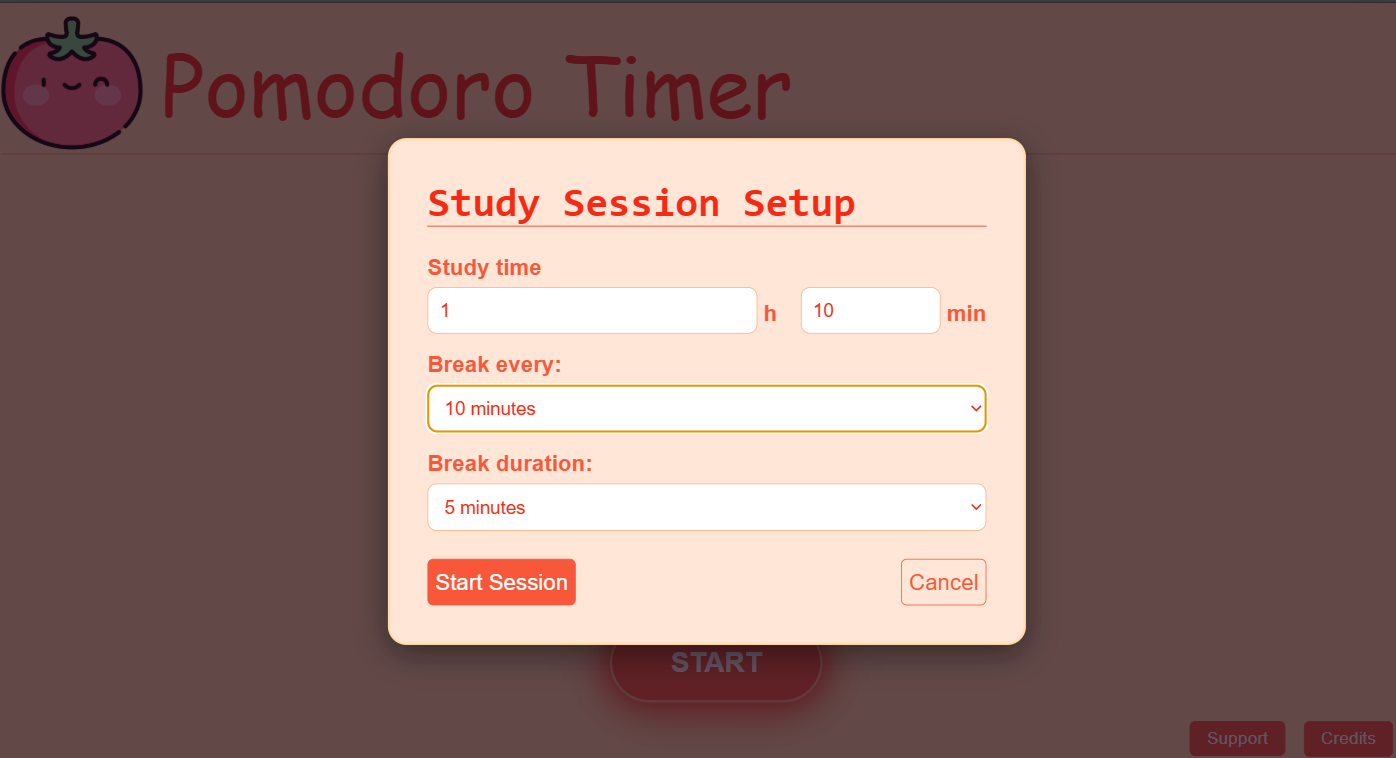 Pomodoro Timer
Study Session Setup
Study time
1 h 10 min
Break every:
10 minutes
Break duration:
5 minutes
Start Session Cancel
START
Support Credits